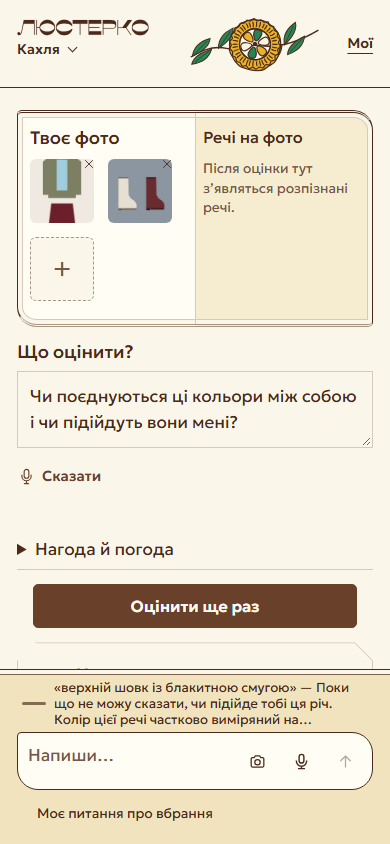 ЛЮСТЕРКО
Кахля
Мої
Твоє фото
Речі на фото
Після оцінки тут
з’являться розпізнані
речі.
Що оцінити?
Чи поєднуються ці кольори між собою
і чи підійдуть вони мені?
Сказати
Нагода й погода
Оцінити ще раз
«верхній шовк із блакитною смугою» — Поки
що не можу сказати, чи підійде тобі ця річ.
Колір цієї речі частково виміряний на…
Напиши…
Моє питання про вбрання